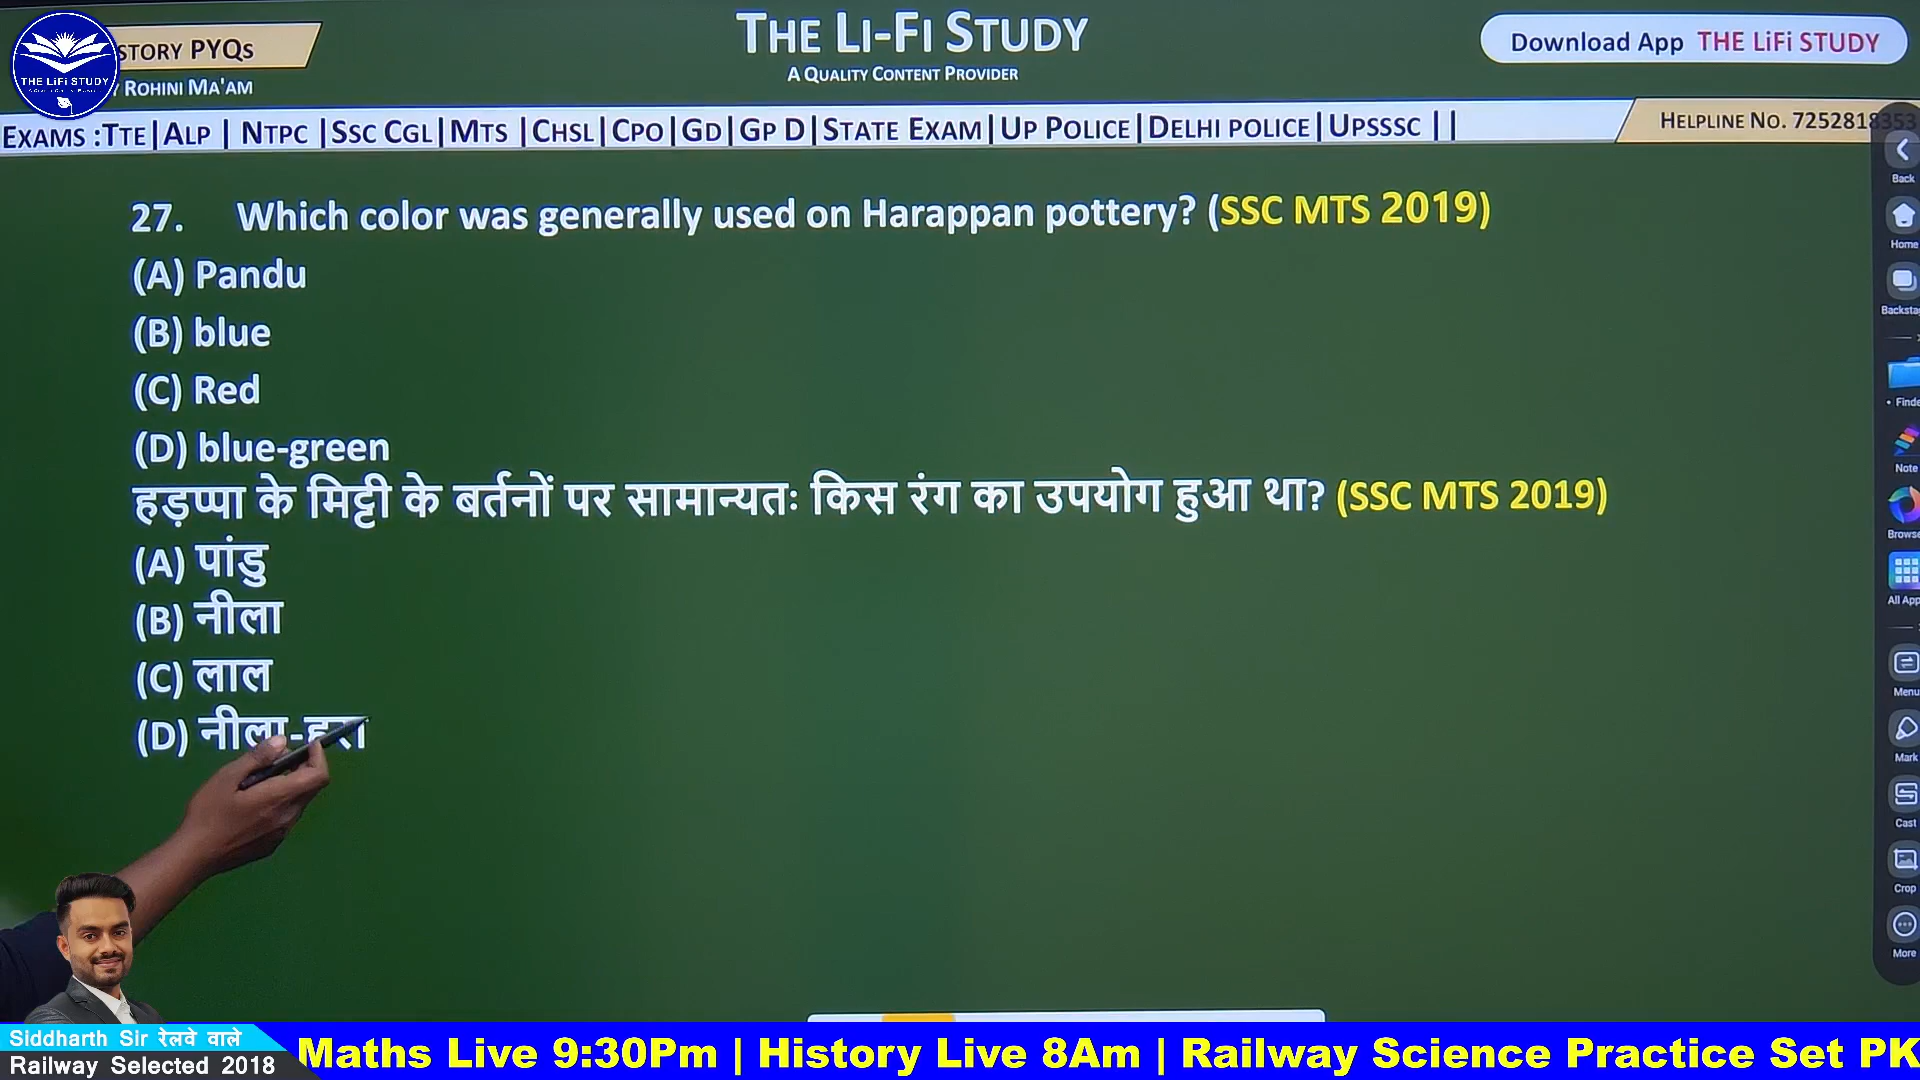 STORY PYQS
THE LIFI STUDY
ROHINI MA'AM
THE LI-FI STUDY
A QUALITY CONTENT PROVIDER
Download App THE LiFi STUDY
EXAMS :TTE|ALP | NTPC |SSC CGL|MTS |CHSL|CPO|GD|GP D|STATE EXAM|UP POLICE|DELHI POLICE|UPSSSC ||
HELPLINE NO. 7252818353
27. Which color was generally used on Harappan pottery? (SSC MTS 2019)
(A) Pandu
(B) blue
(C) Red
(D) blue-green
हड़प्पा के मिट्टी के बर्तनों पर सामान्यतः किस रंग का उपयोग हुआ था? (SSC MTS 2019)
(A) पांडु
(B) नीला
(C) लाल
(D) नीला-हरा
Back
Home
Backsta
Finde
Note
Browse
All App
Menu
Mark
Cast
Crop
More
Siddharth Sir रेलवे वाले
Railway Selected 2018
Maths Live 9:30Pm | History Live 8Am | Railway Science Practice Set PK